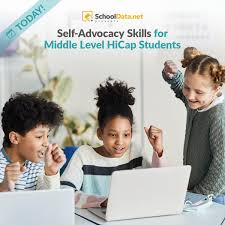 TODAY!
SchoolData.net
Self-Advocacy Skills for
Middle Level HiCap Students